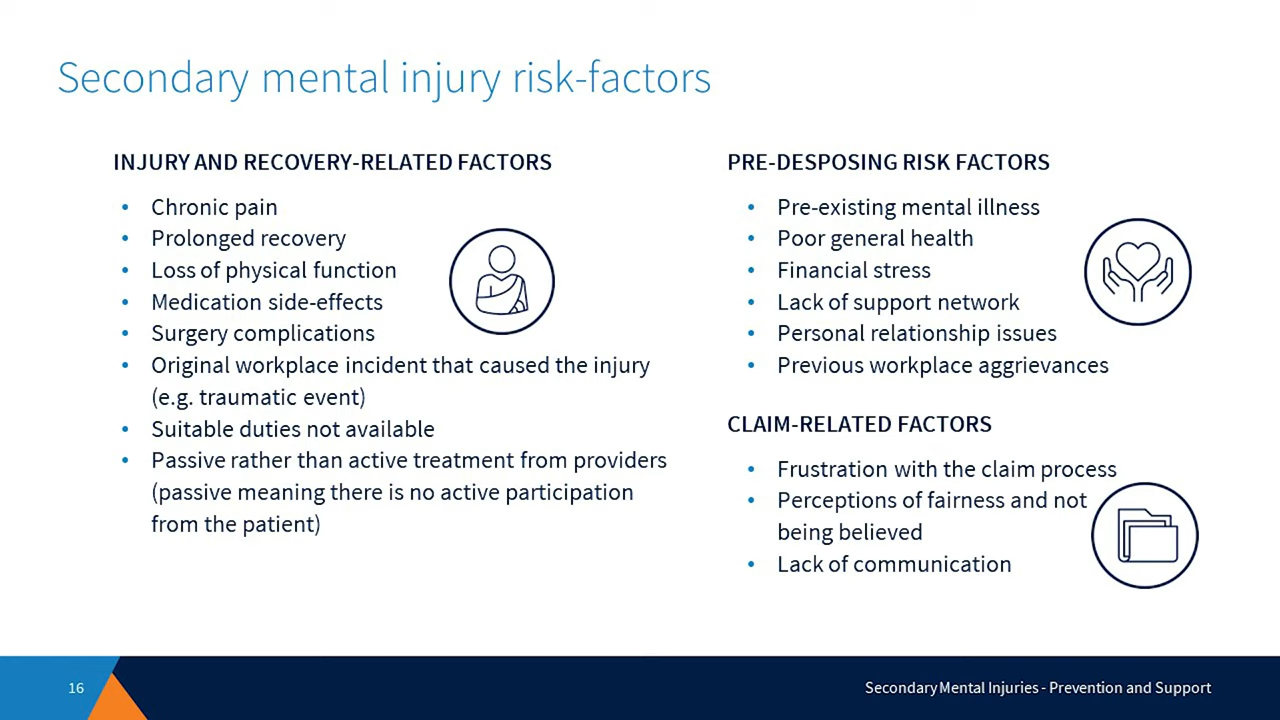 Secondary mental injury risk-factors
INJURY AND RECOVERY-RELATED FACTORS
• Chronic pain
• Prolonged recovery
• Loss of physical function
• Medication side-effects
• Surgery complications
• Original workplace incident that caused the injury
(e.g. traumatic event)
• Suitable duties not available
• Passive rather than active treatment from providers
(passive meaning there is no active participation
from the patient)
PRE-DESPOSING RISK FACTORS
• Pre-existing mental illness
• Poor general health
• Financial stress
• Lack of support network
• Personal relationship issues
• Previous workplace aggrievances
CLAIM-RELATED FACTORS
• Frustration with the claim process
• Perceptions of fairness and not
being believed
• Lack of communication
16
Secondary Mental Injuries - Prevention and Support